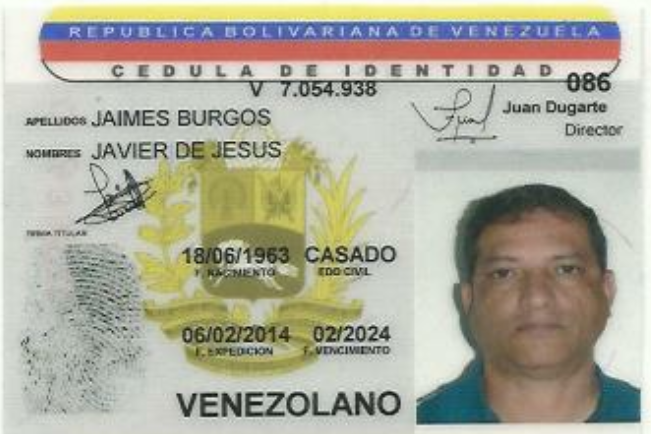 REPUBLICA BOLIVARIANA DE VENEZUELA
CEDULA DE IDENTIDAD
V 7.054.938
086
APELLIDOS JAIMES BURGOS
Juan Dugarte
Director
NOMBRES JAVIER DE JESUS
FIRMA TITULAR
18/06/1963 CASADO
F. NACIMIENTO EDO CIVIL
06/02/2014 02/2024
F. EXPEDICION F. VENCIMIENTO
VENEZOLANO